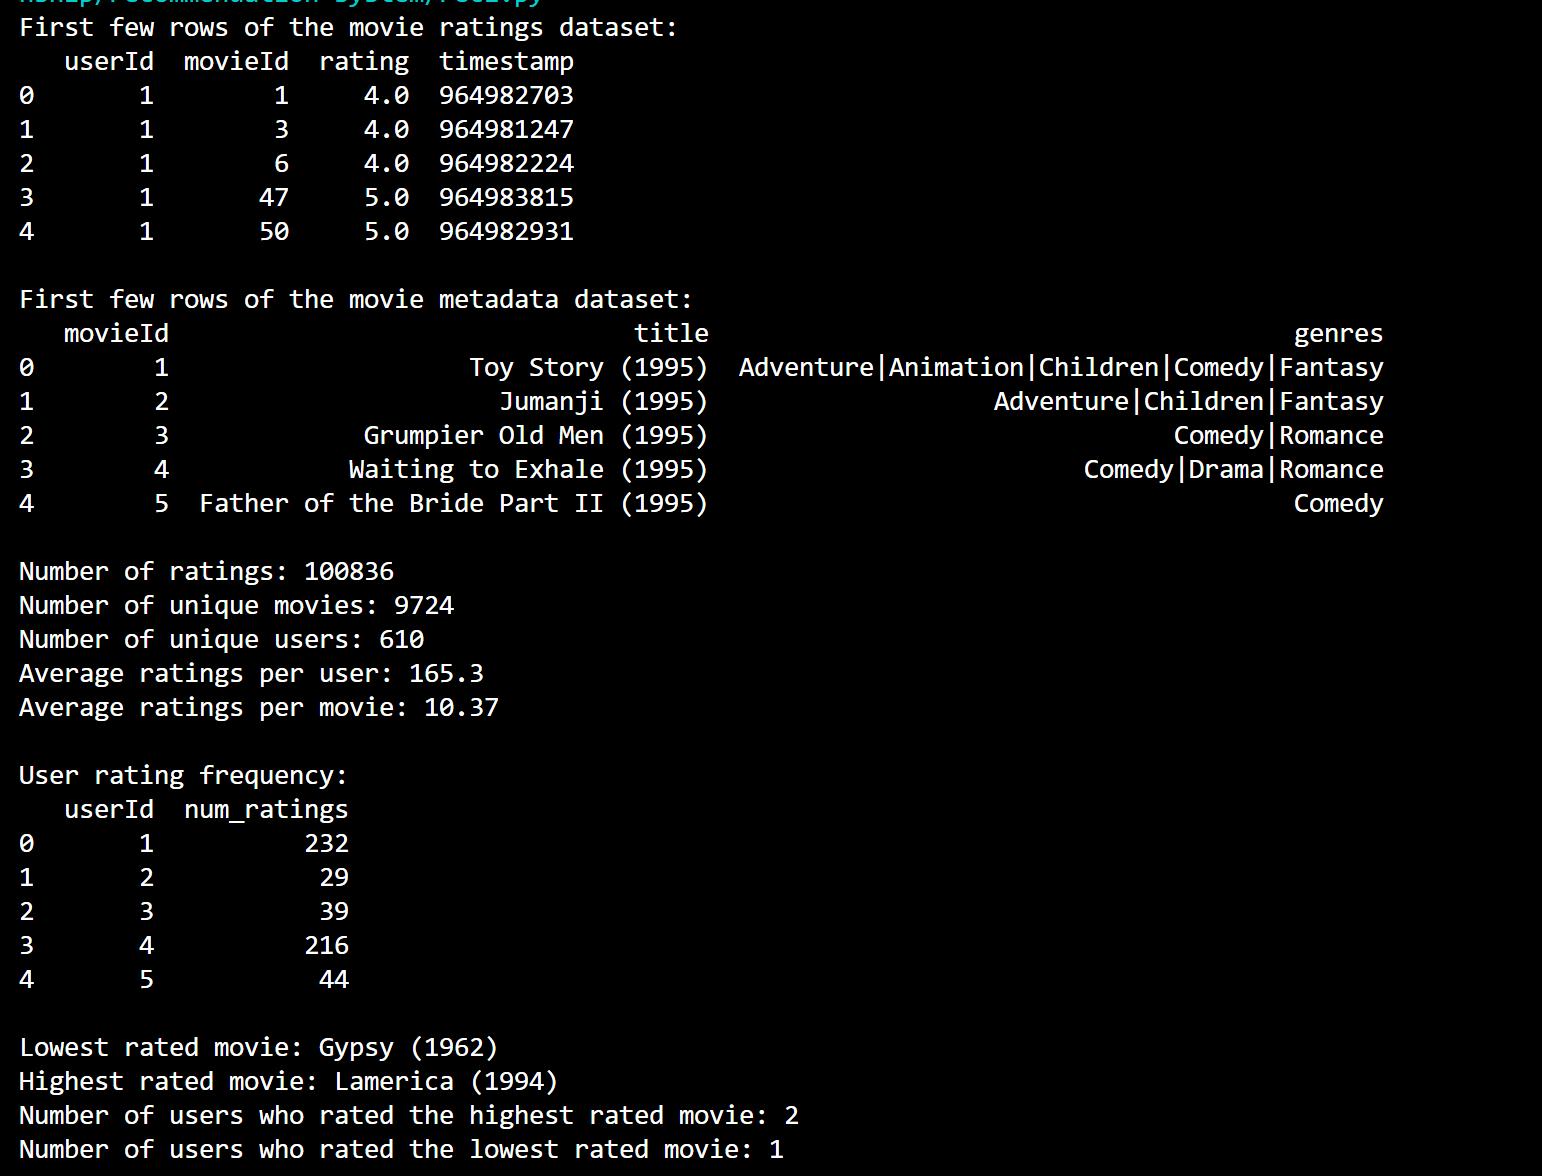 First few rows of the movie ratings dataset:
   userId  movieId  rating  timestamp
0       1        1     4.0  964982703
1       1        3     4.0  964981247
2       1        6     4.0  964982224
3       1       47     5.0  964983815
4       1       50     5.0  964982931

First few rows of the movie metadata dataset:
   movieId                               title                                       genres
0        1                    Toy Story (1995)  Adventure|Animation|Children|Comedy|Fantasy
1        2                      Jumanji (1995)                   Adventure|Children|Fantasy
2        3             Grumpier Old Men (1995)                               Comedy|Romance
3        4            Waiting to Exhale (1995)                         Comedy|Drama|Romance
4        5  Father of the Bride Part II (1995)                                       Comedy

Number of ratings: 100836
Number of unique movies: 9724
Number of unique users: 610
Average ratings per user: 165.3
Average ratings per movie: 10.37

User rating frequency:
   userId  num_ratings
0       1          232
1       2           29
2       3           39
3       4          216
4       5           44

Lowest rated movie: Gypsy (1962)
Highest rated movie: Lamerica (1994)
Number of users who rated the highest rated movie: 2
Number of users who rated the lowest rated movie: 1